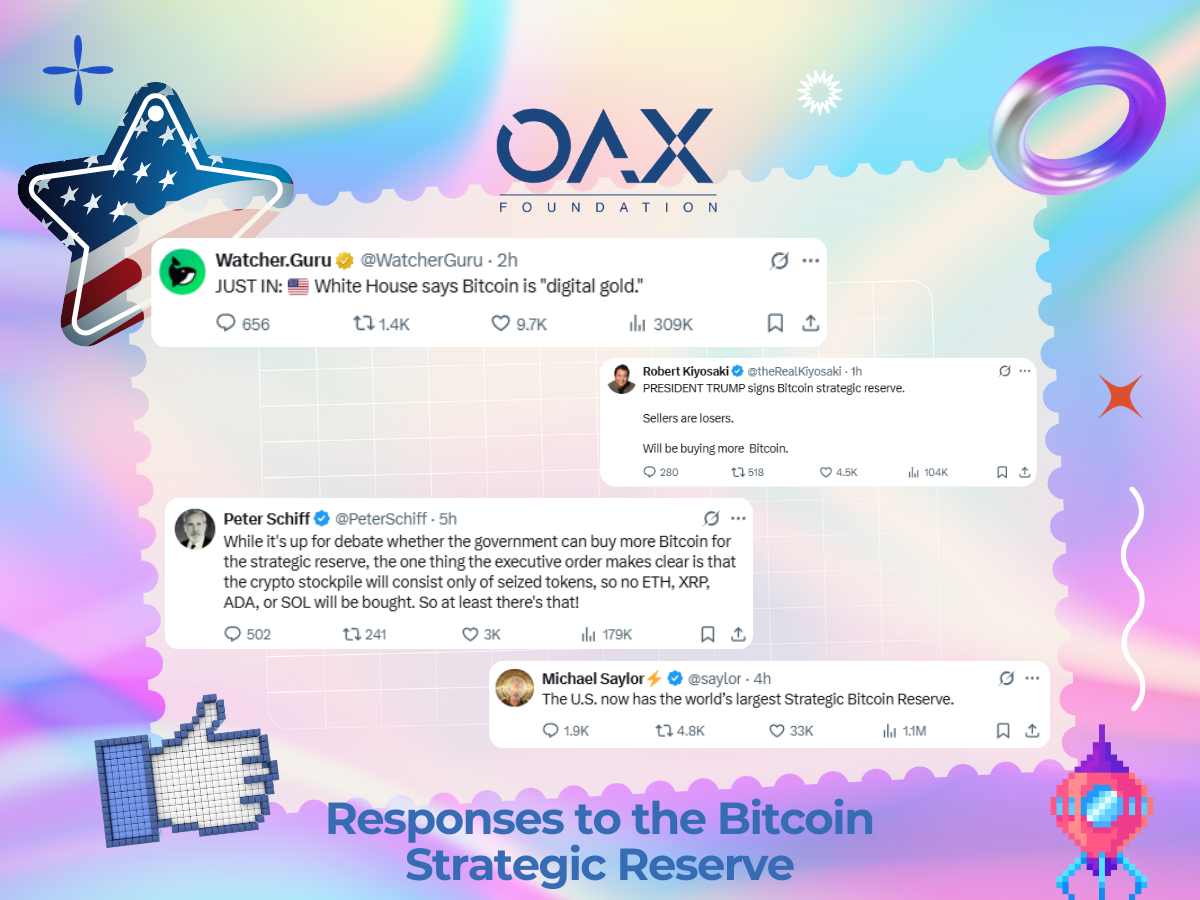 OAX
FOUNDATION
Watcher.Guru @WatcherGuru · 2h
JUST IN: 🇺🇸 White House says Bitcoin is "digital gold."
656 1.4K 9.7K 309K
Robert Kiyosaki @theRealKiyosaki · 1h
PRESIDENT TRUMP signs Bitcoin strategic reserve.
Sellers are losers.
Will be buying more Bitcoin.
280 518 4.5K 104K
Peter Schiff @PeterSchiff · 5h
While it's up for debate whether the government can buy more Bitcoin for
the strategic reserve, the one thing the executive order makes clear is that
the crypto stockpile will consist only of seized tokens, so no ETH, XRP,
ADA, or SOL will be bought. So at least there's that!
502 241 3K 179K
Michael Saylor⚡ @saylor · 4h
The U.S. now has the world’s largest Strategic Bitcoin Reserve.
1.9K 4.8K 33K 1.1M
Responses to the Bitcoin
Strategic Reserve